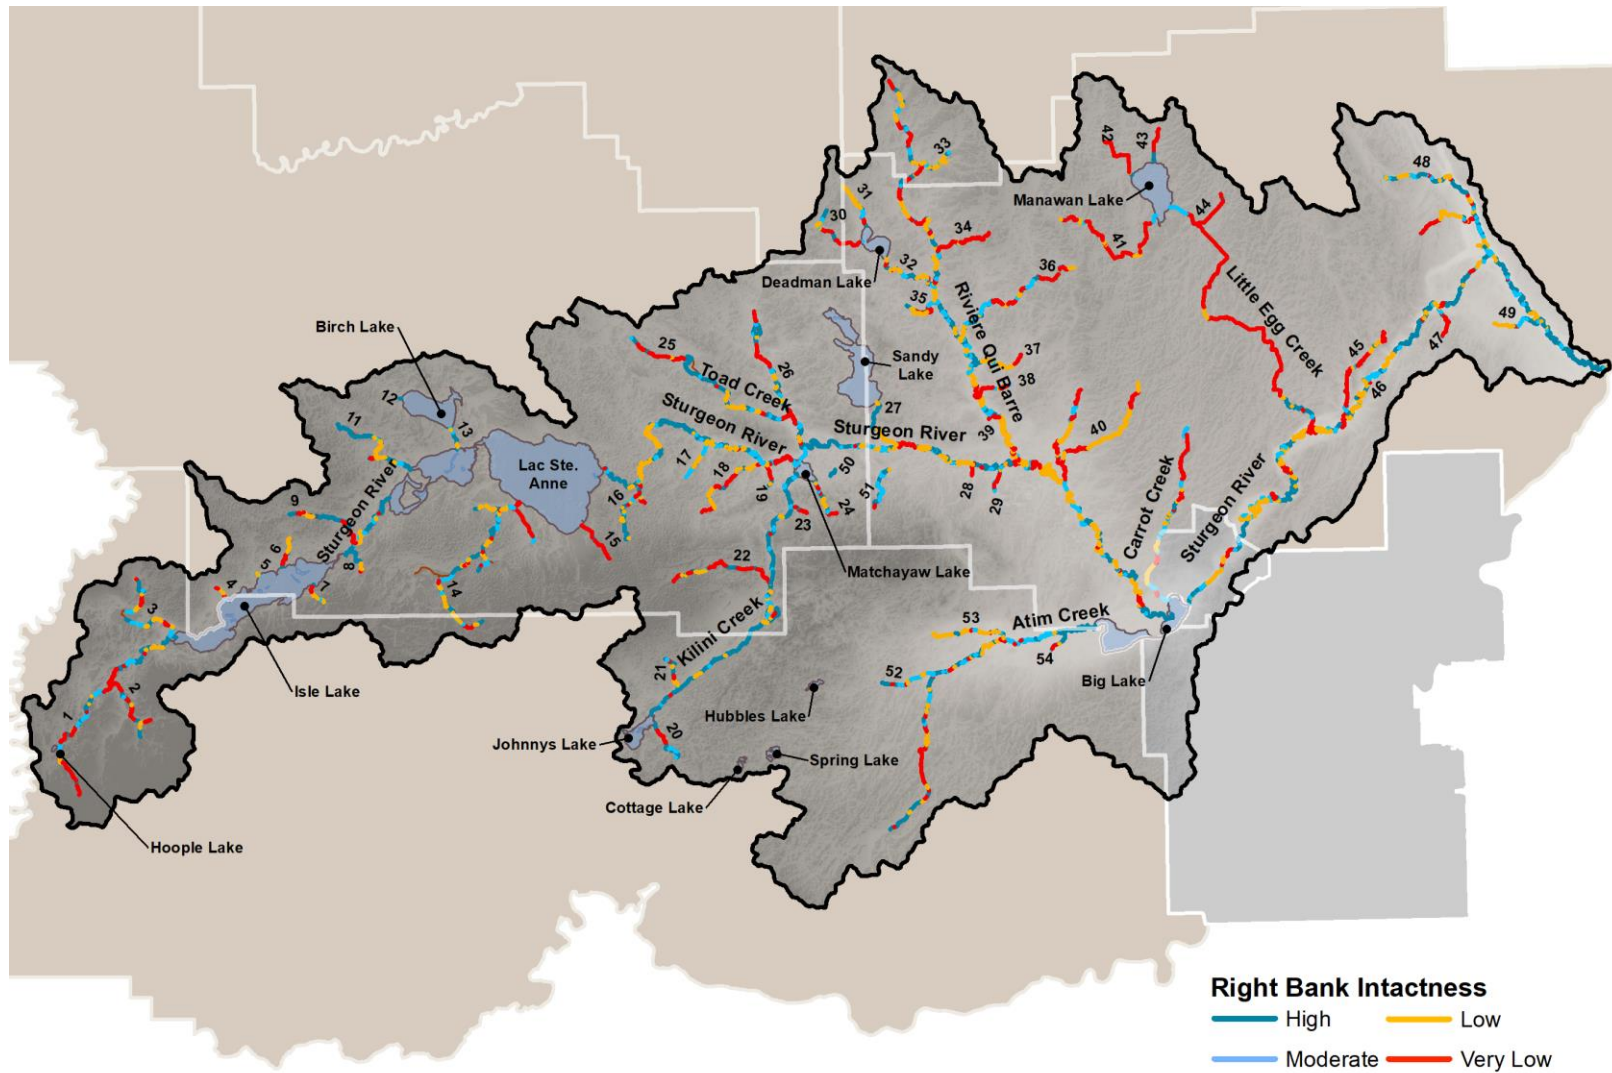 42
43
33
48
31
30
Manawan Lake
44
34
41
32
36
Deadman Lake
35
Riviere Qui Barre
Little Egg Creek
49
Birch Lake
25
26
Sandy
Lake
37
45
47
Toad Creek
38
46
12
11
13
Sturgeon River
27
Sturgeon River
39
40
Lac Ste.
Anne
17
18
50
Sturgeon River
9
16
19
24
51
28
29
Carrot Creek
Sturgeon River
6
5
8
15
23
22
Matchayaw Lake
4
7
14
3
Kilini Creek
53
Atim Creek
54
2
Isle Lake
21
52
Big Lake
1
Hubbles Lake
20
Johnnys Lake
Spring Lake
Cottage Lake
Hoople Lake
Right Bank Intactness
High
Low
Moderate
Very Low